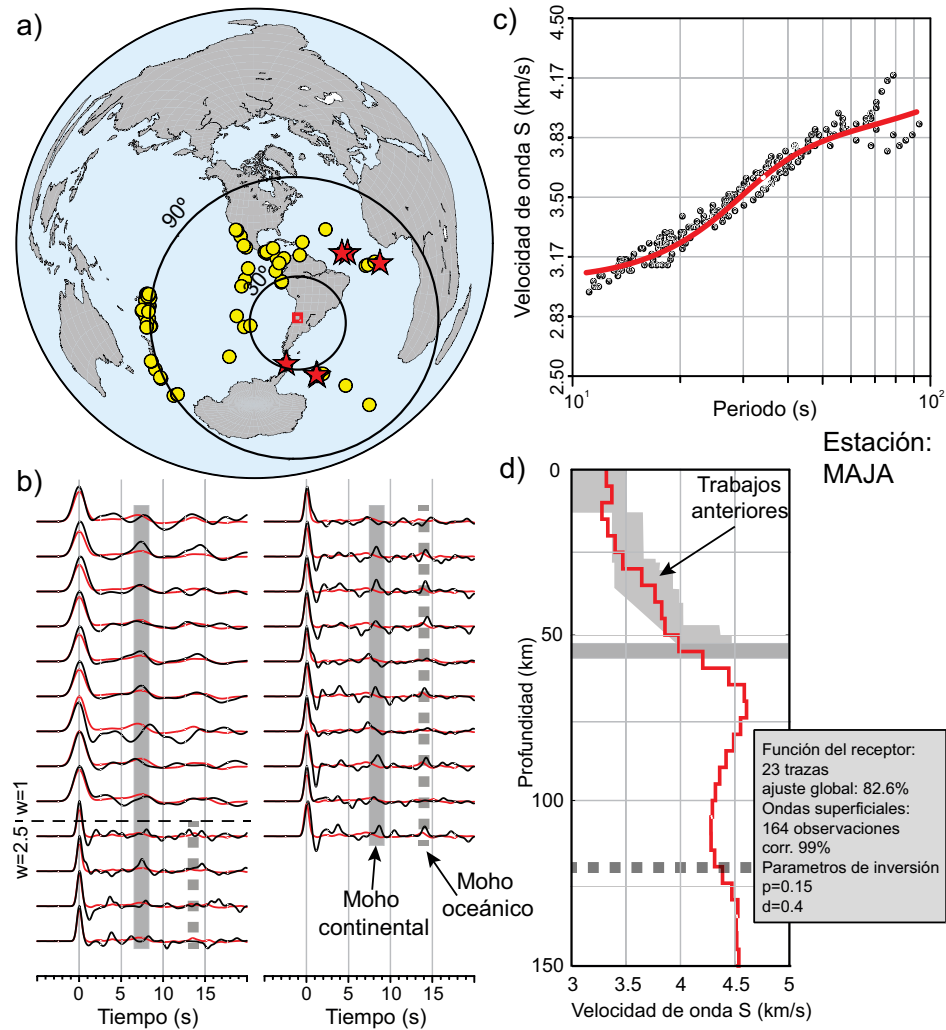 a)
90º
30º
b)
w=2.5
w=1
0
5
10
15
Tiempo (s)
0
5
10
15
Tiempo (s)
Moho
continental
Moho
oceánico
c)
Velocidad de onda S (km/s)
4.50
4.17
3.83
3.50
3.17
2.83
2.50
10¹
10²
Periodo (s)
Estación:
MAJA
d)
Profundidad (km)
0
50
100
150
Trabajos
anteriores
3
3.5
4
4.5
5
Velocidad de onda S (km/s)
Función del receptor:
23 trazas
ajuste global: 82.6%
Ondas superficiales:
164 observaciones
corr. 99%
Parametros de inversión
p=0.15
d=0.4